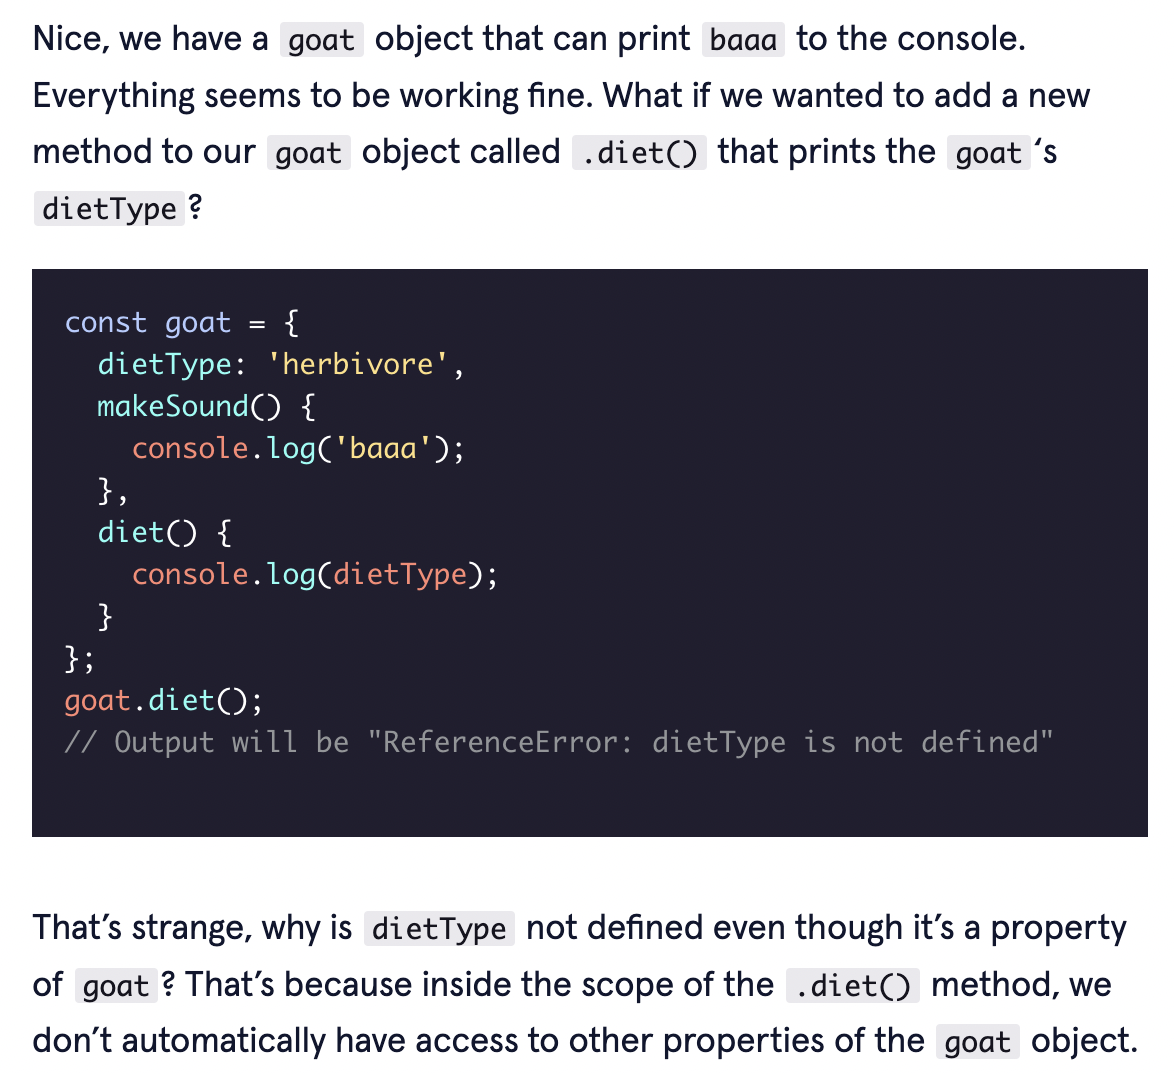 Nice, we have a goat object that can print baaa to the console.
Everything seems to be working fine. What if we wanted to add a new
method to our goat object called .diet() that prints the goat ‘s
dietType ?
const goat = {
  dietType: 'herbivore',
  makeSound() {
    console.log('baaa');
  },
  diet() {
    console.log(dietType);
  }
};
goat.diet();
// Output will be "ReferenceError: dietType is not defined"
That’s strange, why is dietType not defined even though it’s a property
of goat ? That’s because inside the scope of the .diet() method, we
don’t automatically have access to other properties of the goat object.